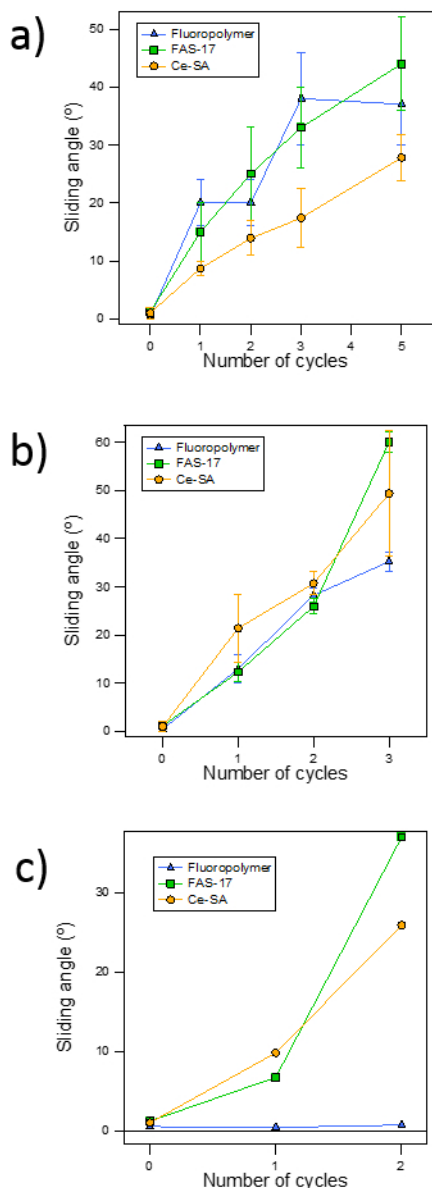 a)
50
40
30
20
10
0
Sliding angle (º)
Fluoropolymer
FAS-17
Ce-SA
0 1 2 3 4 5
Number of cycles
b)
60
50
40
30
20
10
0
Sliding angle (º)
Fluoropolymer
FAS-17
Ce-SA
0 1 2 3
Number of cycles
c)
30
20
10
0
Sliding angle (º)
Fluoropolymer
FAS-17
Ce-SA
0 1 2
Number of cycles